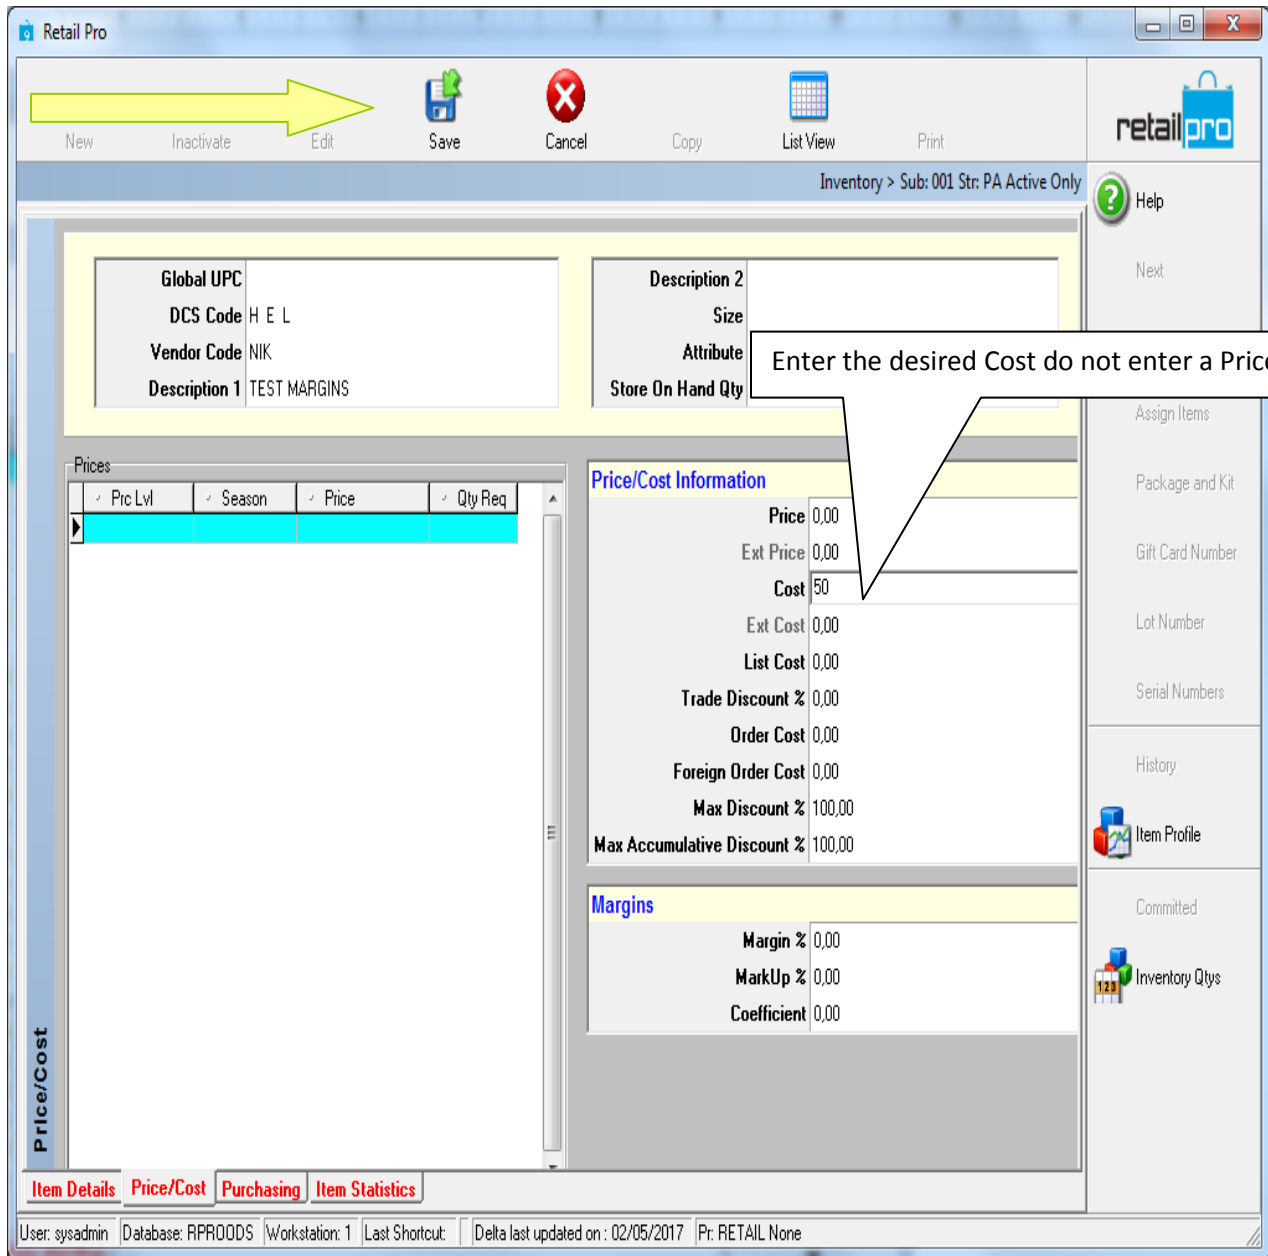 Retail Pro
New Inactivate Edit Save Cancel Copy List View Print
retailpro
Inventory > Sub: 001 Str: PA Active Only
Help
Next
Global UPC
DCS Code H E L
Vendor Code NIK
Description 1 TEST MARGINS
Description 2
Size
Attribute
Store On Hand Qty
Enter the desired Cost do not enter a Price
Assign Items
Package and Kit
Gift Card Number
Lot Number
Serial Numbers
History
Item Profile
Committed
Inventory Qtys
123
Prices
Prc Lvl Season Price Qty Req
Price/Cost Information
Price 0,00
Ext Price 0,00
Cost 50
Ext Cost 0,00
List Cost 0,00
Trade Discount % 0,00
Order Cost 0,00
Foreign Order Cost 0,00
Max Discount % 100,00
Max Accumulative Discount % 100,00
Margins
Margin % 0,00
MarkUp % 0,00
Coefficient 0,00
Price/Cost
Item Details Price/Cost Purchasing Item Statistics
User: sysadmin Database: RPROODS Workstation: 1 Last Shortcut: Delta last updated on : 02/05/2017 Pr: RETAIL None